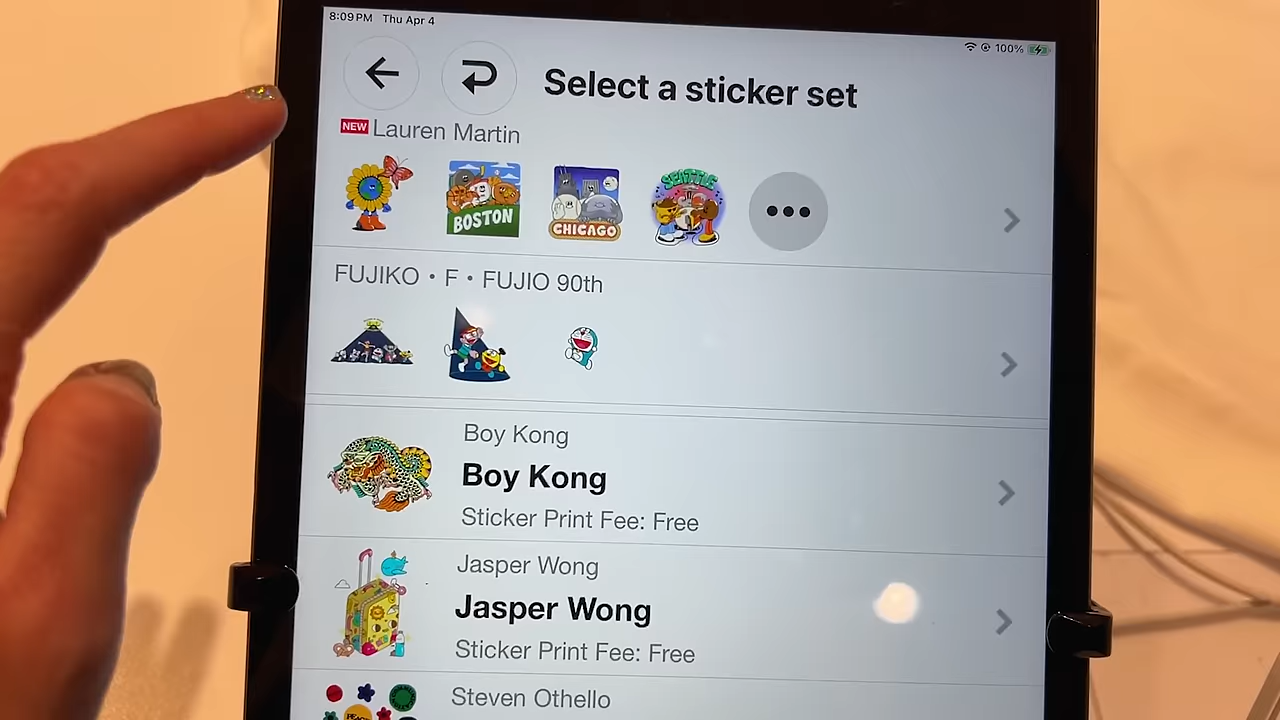 8:09 PM Thu Apr 4
100%
Select a sticker set
NEW Lauren Martin
BOSTON
CHICAGO
SEATTLE
FUJIKO・F・FUJIO 90th
Boy Kong
Boy Kong
Sticker Print Fee: Free
Jasper Wong
Jasper Wong
Sticker Print Fee: Free
Steven Othello
PEACE